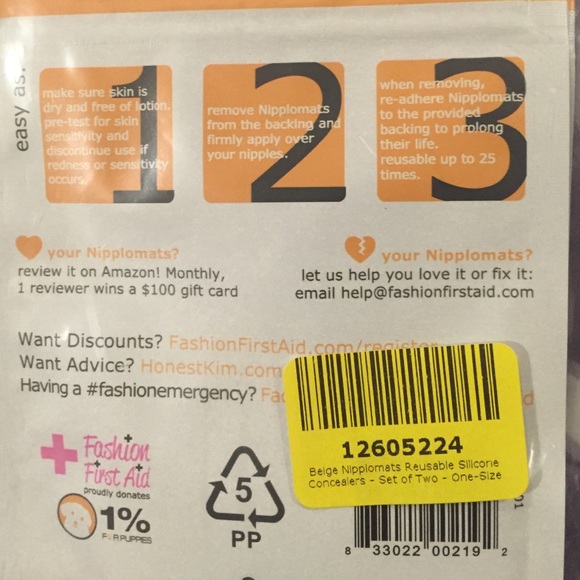 easy as:
1
make sure skin is
dry and free of lotion.
pre-test for skin
sensitivity and
discontinue use if
redness or sensitivity
occurs.
2
remove Nipplomats
from the backing and
firmly apply over
your nipples.
3
when removing,
re-adhere Nipplomats
to the provided
backing to prolong
their life.
reusable up to 25
times.
your Nipplomats?
review it on Amazon! Monthly,
1 reviewer wins a $100 gift card
your Nipplomats?
let us help you love it or fix it:
email help@fashionfirstaid.com
Want Discounts? FashionFirstAid.com/register
Want Advice? HonestKim.com
Having a #fashionemergency?
12605224
Beige Nipplomats Reusable Silicone
Concealers - Set of Two - One-Size
Fashion
First Aid
proudly donates
1%
FOR PUPPIES
5
PP
8 33022 00219 2